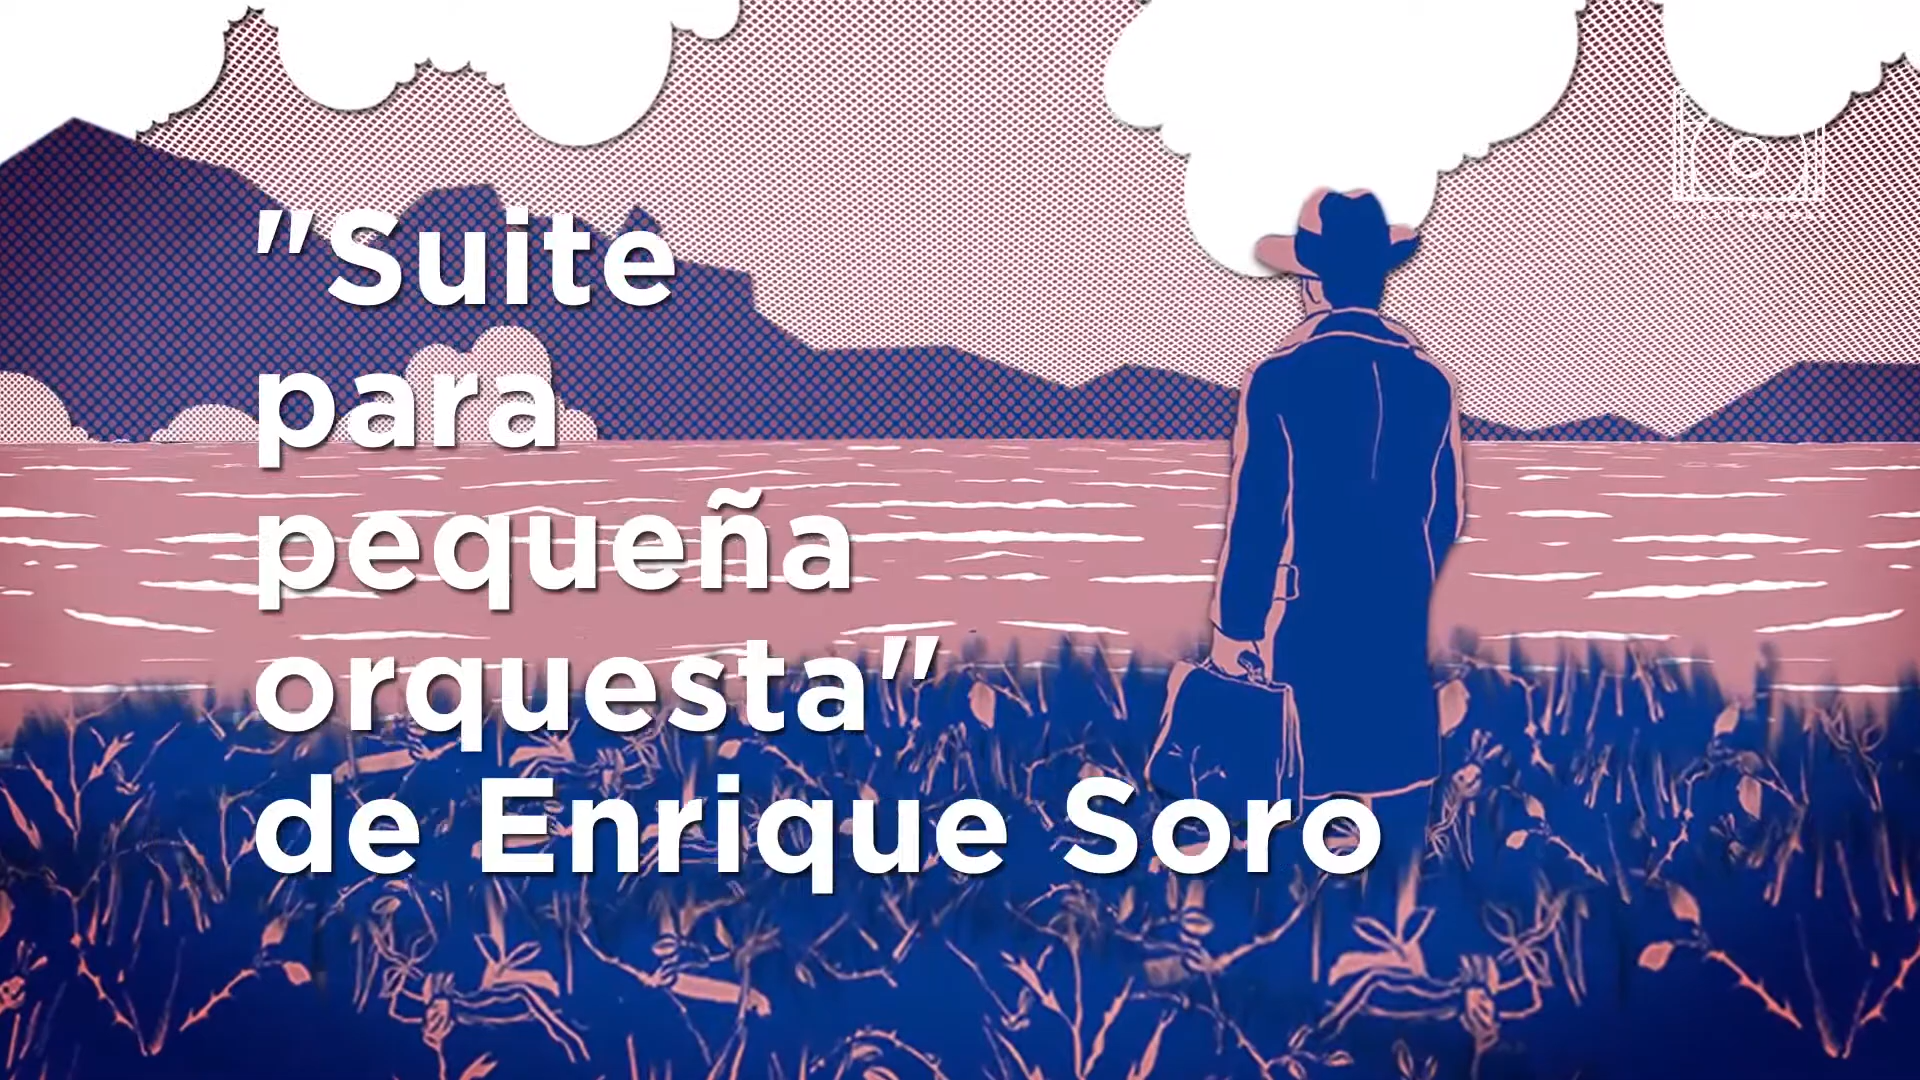 "Suite
para
pequeña
orquesta"
de Enrique Soro